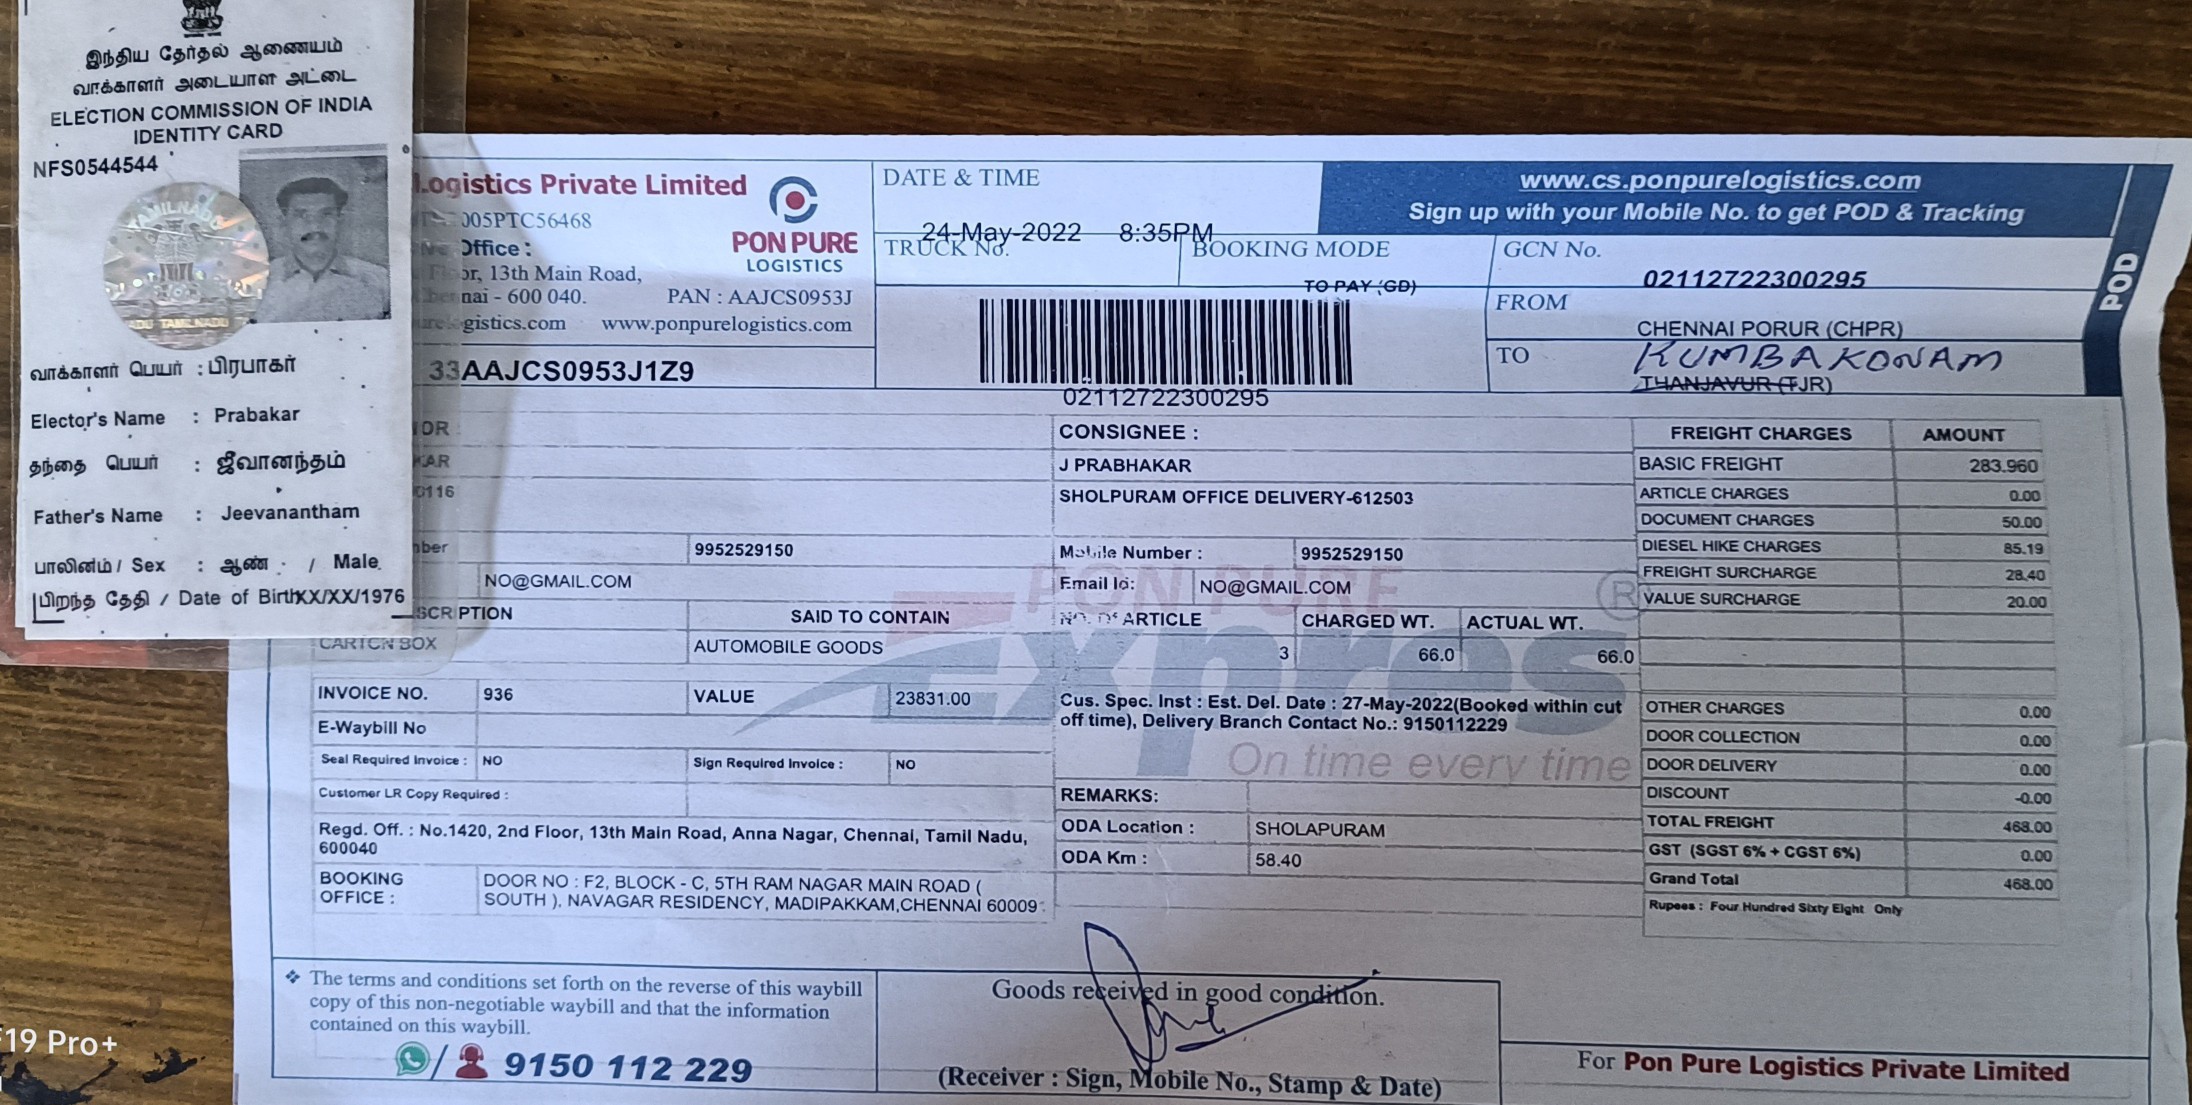 இந்திய தேர்தல் ஆணையம்
வாக்காளர் அடையாள அட்டை
ELECTION COMMISSION OF INDIA
IDENTITY CARD
NFS0544544
TAMILNADU
TAMILNADU
வாக்காளர் பெயர் : பிரபாகர்
Elector's Name : Prabakar
தந்தை பெயர் : ஜீவானந்தம்
Father's Name : Jeevanantham
பாலினம் / Sex : ஆண் / Male
பிறந்த தேதி / Date of Birth XX/XX/1976
Logistics Private Limited
005PTC56468
Office :
Floor, 13th Main Road,
nai - 600 040. PAN : AAJCS0953J
gistics.com www.ponpurelogistics.com
33AAJCS0953J1Z9
PON PURE
LOGISTICS
DATE & TIME
24-May-2022 8:35PM
TRUCK No.
BOOKING MODE
TO PAY (GD)
02112722300295
www.cs.ponpurelogistics.com
Sign up with your Mobile No. to get POD & Tracking
GCN No.
02112722300295
FROM
CHENNAI PORUR (CHPR)
TO
KUMBAKONAM
THANJAVUR (TJR)
POD
OR
KAR
0116
nber 9952529150
NO@GMAIL.COM
CONSIGNEE :
J PRABHAKAR
SHOLPURAM OFFICE DELIVERY-612503
Mobile Number : 9952529150
Email Id: NO@GMAIL.COM
SCRIPTION SAID TO CONTAIN NO. Of ARTICLE CHARGED WT. ACTUAL WT.
CARTON BOX AUTOMOBILE GOODS 3 66.0 66.0
PON PURE
Expres ®
On time every time
INVOICE NO. 936 VALUE 23831.00
E-Waybill No
Seal Required Invoice : NO Sign Required Invoice : NO
Customer LR Copy Required :
Regd. Off. : No.1420, 2nd Floor, 13th Main Road, Anna Nagar, Chennai, Tamil Nadu,
600040
BOOKING
OFFICE :
DOOR NO : F2, BLOCK - C, 5TH RAM NAGAR MAIN ROAD (
SOUTH ), NAVAGAR RESIDENCY, MADIPAKKAM,CHENNAI 60009
Cus. Spec. Inst : Est. Del. Date : 27-May-2022(Booked within cut
off time), Delivery Branch Contact No.: 9150112229
REMARKS:
ODA Location : SHOLAPURAM
ODA Km : 58.40
FREIGHT CHARGES AMOUNT
BASIC FREIGHT 283.960
ARTICLE CHARGES 0.00
DOCUMENT CHARGES 50.00
DIESEL HIKE CHARGES 85.19
FREIGHT SURCHARGE 28.40
VALUE SURCHARGE 20.00
OTHER CHARGES 0.00
DOOR COLLECTION 0.00
DOOR DELIVERY 0.00
DISCOUNT -0.00
TOTAL FREIGHT 468.00
GST (SGST 6% + CGST 6%) 0.00
Grand Total 468.00
Rupees : Four Hundred Sixty Eight Only
❖ The terms and conditions set forth on the reverse of this waybill
copy of this non-negotiable waybill and that the information
contained on this waybill.
/ 9150 112 229
Goods received in good condition.
(Receiver : Sign, Mobile No., Stamp & Date)
For Pon Pure Logistics Private Limited
F19 Pro+